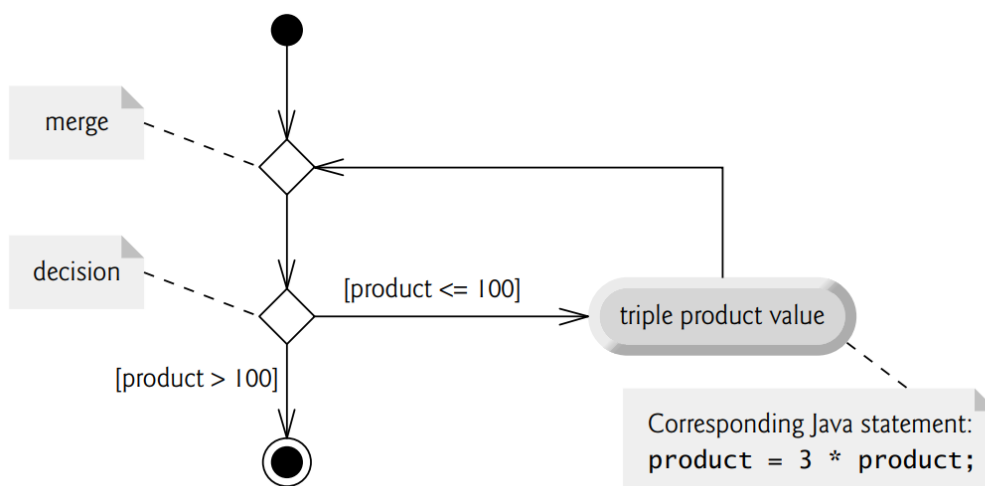 merge
decision
[product <= 100]
triple product value
[product > 100]
Corresponding Java statement:
product = 3 * product;